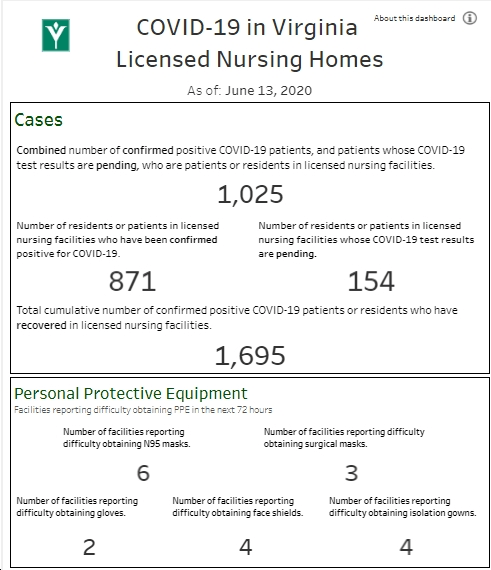 COVID-19 in Virginia
About this dashboard
Licensed Nursing Homes
As of: June 13, 2020
Cases
Combined number of confirmed positive COVID-19 patients, and patients whose COVID-19
test results are pending, who are patients or residents in licensed nursing facilities.
1,025
Number of residents or patients in licensed
nursing facilities who have been confirmed
positive for COVID-19.
871
Number of residents or patients in licensed
nursing facilities whose COVID-19 test results
are pending.
154
Total cumulative number of confirmed positive COVID-19 patients or residents who have
recovered in licensed nursing facilities.
1,695
Personal Protective Equipment
Facilities reporting difficulty obtaining PPE in the next 72 hours
Number of facilities reporting
difficulty obtaining N95 masks.
6
Number of facilities reporting difficulty
obtaining surgical masks.
3
Number of facilities reporting
difficulty obtaining gloves.
2
Number of facilities reporting
difficulty obtaining face shields.
4
Number of facilities reporting
difficulty obtaining isolation gowns.
4